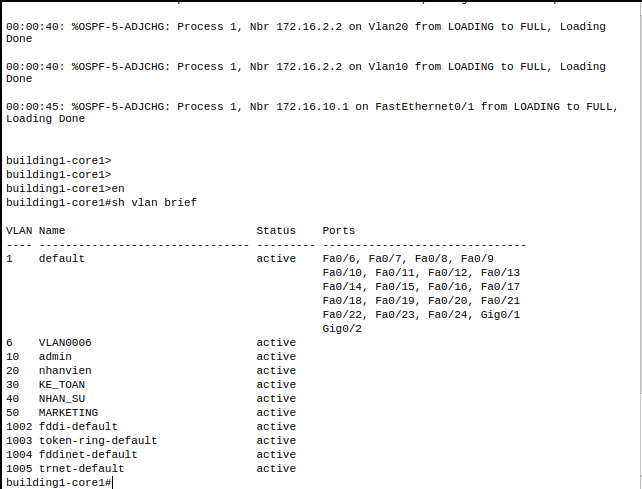 00:00:40: %OSPF-5-ADJCHG: Process 1, Nbr 172.16.2.2 on Vlan20 from LOADING to FULL, Loading
Done
00:00:40: %OSPF-5-ADJCHG: Process 1, Nbr 172.16.2.2 on Vlan10 from LOADING to FULL, Loading
Done
00:00:45: %OSPF-5-ADJCHG: Process 1, Nbr 172.16.10.1 on FastEthernet0/1 from LOADING to FULL,
Loading Done
building1-core1>
building1-core1>
building1-core1>en
building1-core1#sh vlan brief
VLAN Name                             Status    Ports
---- -------------------------------- --------- -------------------------------
1    default                          active    Fa0/6, Fa0/7, Fa0/8, Fa0/9
                                                Fa0/10, Fa0/11, Fa0/12, Fa0/13
                                                Fa0/14, Fa0/15, Fa0/16, Fa0/17
                                                Fa0/18, Fa0/19, Fa0/20, Fa0/21
                                                Fa0/22, Fa0/23, Fa0/24, Gig0/1
                                                Gig0/2
6    VLAN0006                         active
10   admin                            active
20   nhanvien                         active
30   KE_TOAN                          active
40   NHAN_SU                          active
50   MARKETING                        active
1002 fddi-default                     active
1003 token-ring-default               active
1004 fddinet-default                  active
1005 trnet-default                    active
building1-core1#